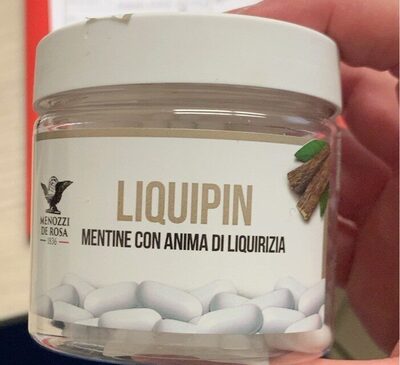 LIQUIPIN
MENTINE CON ANIMA DI LIQUIRIZIA
MENOZZI
DE ROSA
1836